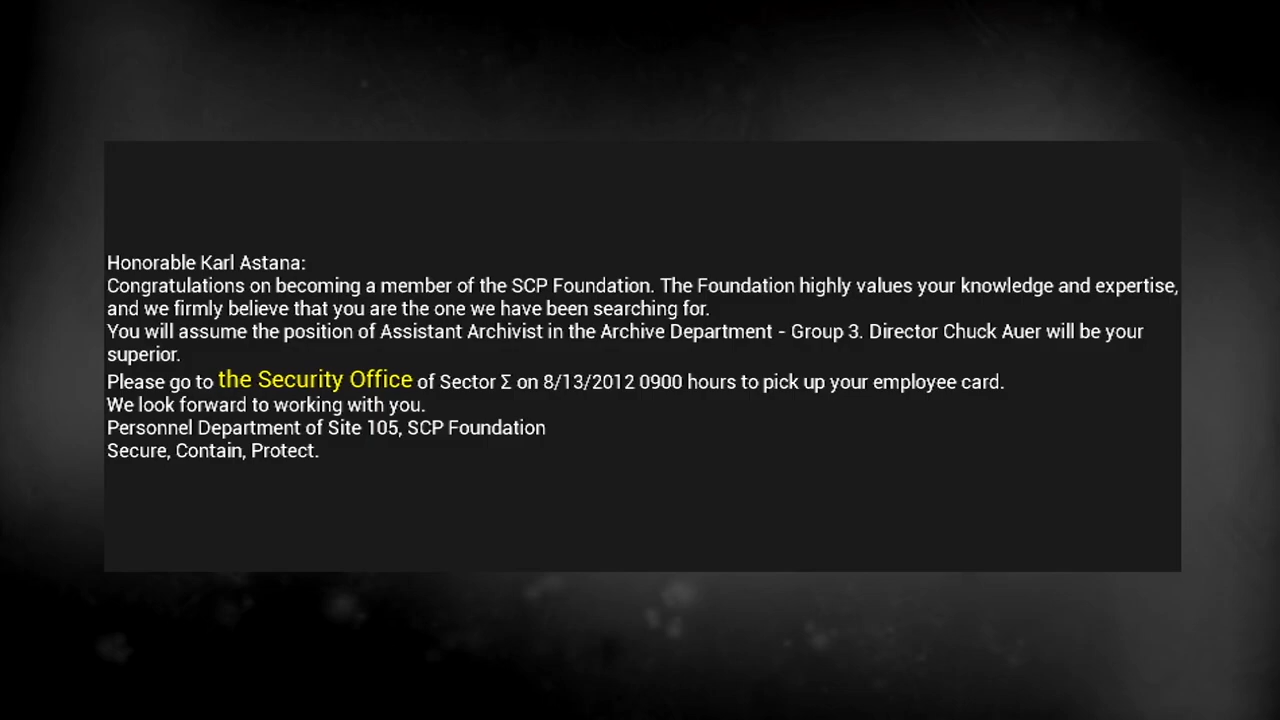 Honorable Karl Astana:
Congratulations on becoming a member of the SCP Foundation. The Foundation highly values your knowledge and expertise,
and we firmly believe that you are the one we have been searching for.
You will assume the position of Assistant Archivist in the Archive Department - Group 3. Director Chuck Auer will be your
superior.
Please go to the Security Office of Sector Σ on 8/13/2012 0900 hours to pick up your employee card.
We look forward to working with you.
Personnel Department of Site 105, SCP Foundation
Secure, Contain, Protect.